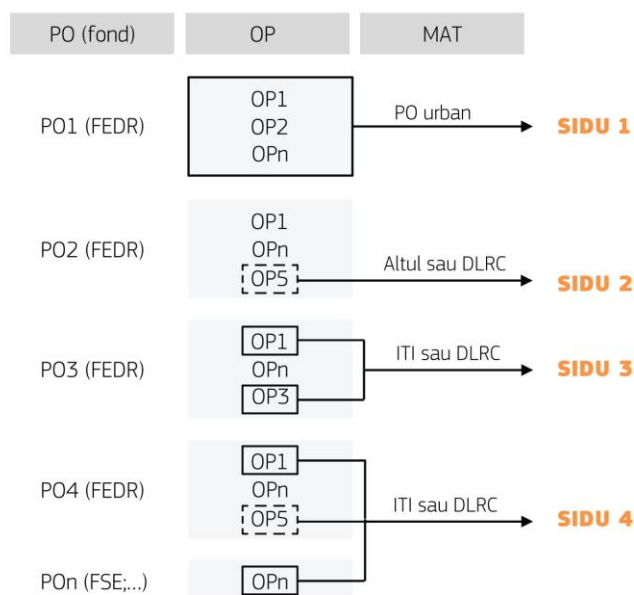 PO (fond) OP MAT
OP1
PO1 (FEDR) OP2 PO urban SIDU 1
OPn
OP1
PO2 (FEDR) OPn
OP5 Altul sau DLRC SIDU 2
OP1
PO3 (FEDR) OPn ITI sau DLRC SIDU 3
OP3
OP1
PO4 (FEDR) OPn
OP5 ITI sau DLRC SIDU 4
POn (FSE;...) OPn